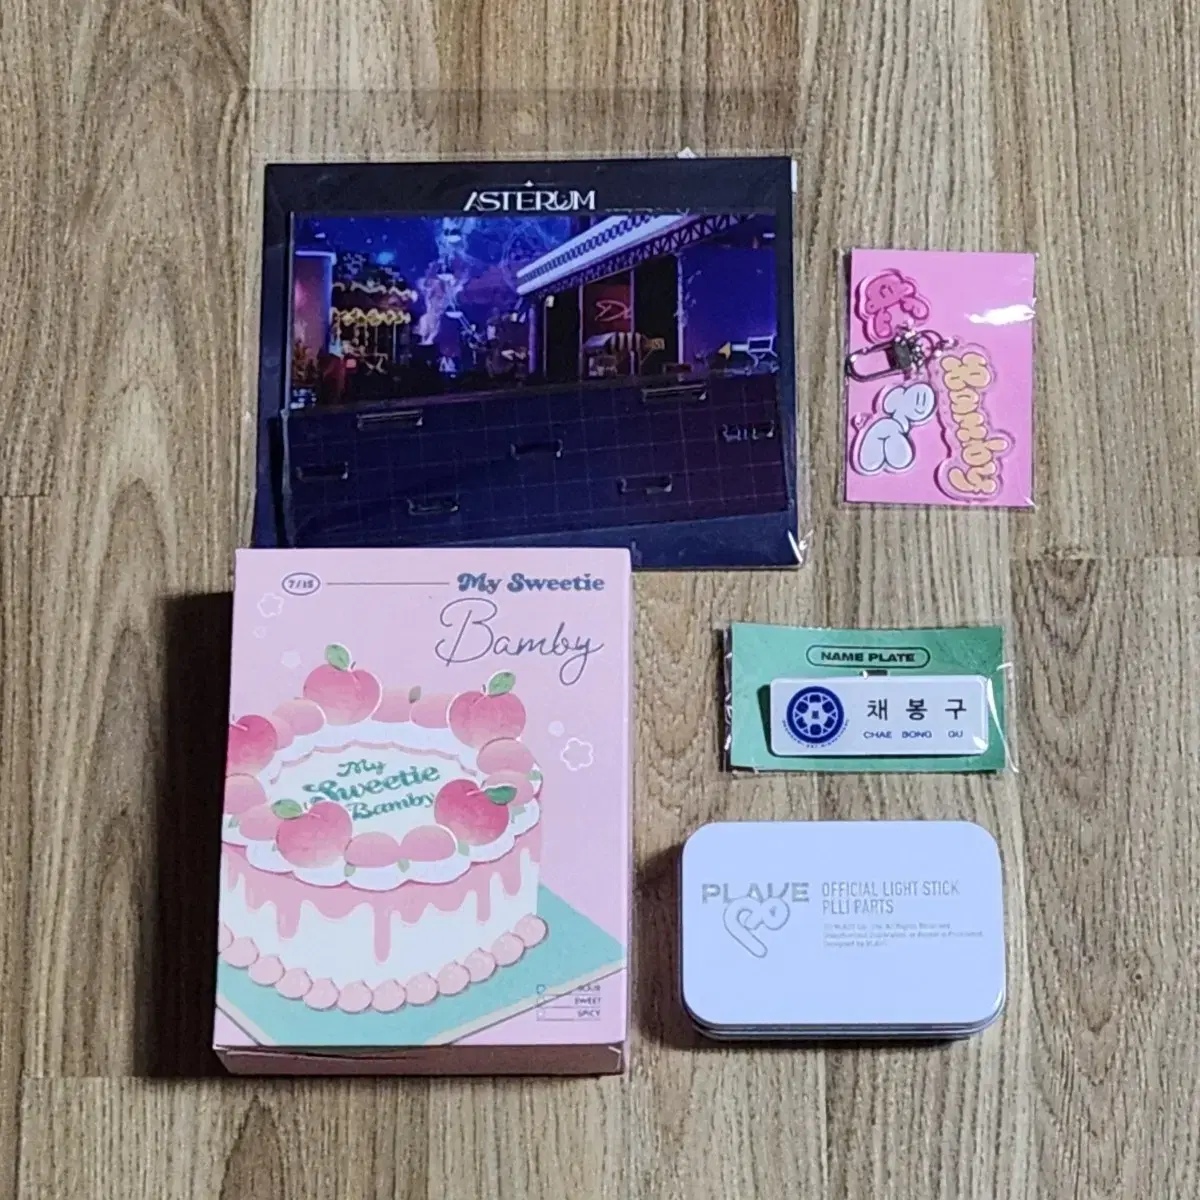 ASTERUM
Bamby
7/15
My Sweetie
Bamby
My
Sweetie
Bamby
SOUR
SWEET
SPICY
NAME PLATE
채 봉 구
CHAE BONG GU
PLAVE
OFFICIAL LIGHT STICK
PLLI PARTS